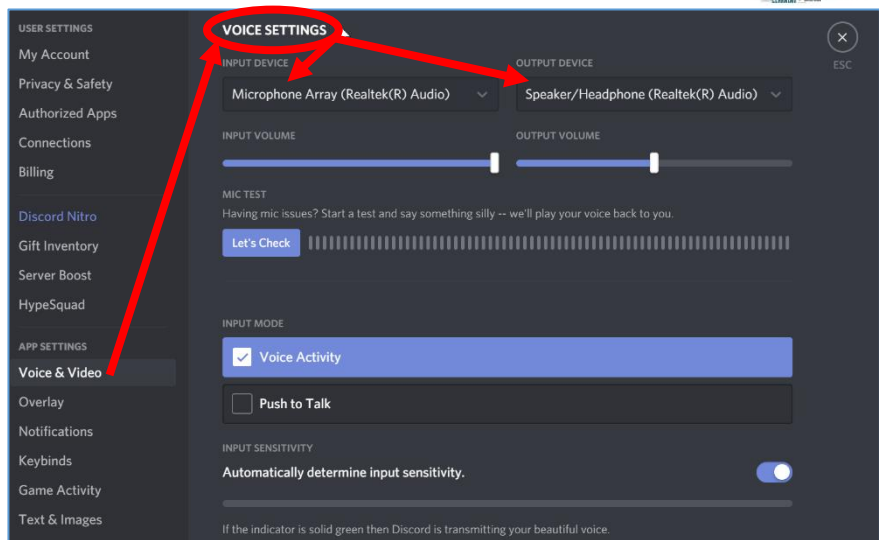 USER SETTINGS
My Account
Privacy & Safety
Authorized Apps
Connections
Billing
Discord Nitro
Gift Inventory
Server Boost
HypeSquad
APP SETTINGS
Voice & Video
Overlay
Notifications
Keybinds
Game Activity
Text & Images
VOICE SETTINGS
INPUT DEVICE
Microphone Array (Realtek(R) Audio)
OUTPUT DEVICE
Speaker/Headphone (Realtek(R) Audio)
INPUT VOLUME
OUTPUT VOLUME
MIC TEST
Having mic issues? Start a test and say something silly -- we'll play your voice back to you.
Let's Check
INPUT MODE
Voice Activity
Push to Talk
INPUT SENSITIVITY
Automatically determine input sensitivity.
If the indicator is solid green then Discord is transmitting your beautiful voice.
ESC